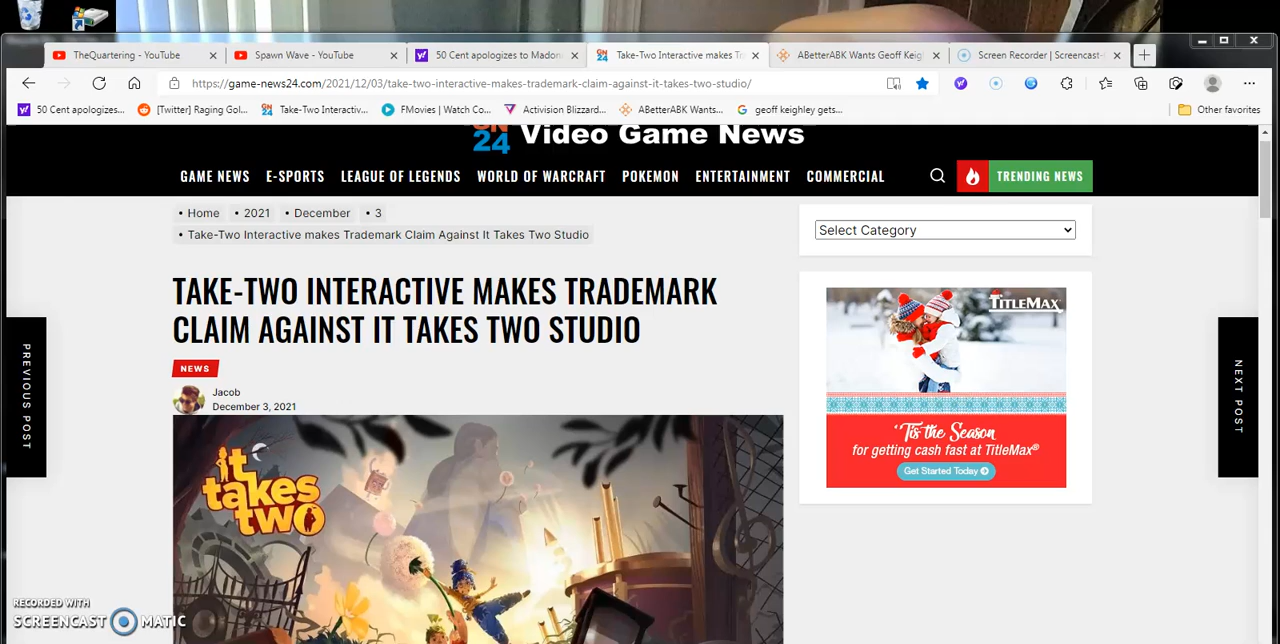 TheQuartering - YouTube
Spawn Wave - YouTube
50 Cent apologizes to Madon
Take-Two Interactive makes Tr
ABetterABK Wants Geoff Keig
Screen Recorder | Screencast-
https://game-news24.com/2021/12/03/take-two-interactive-makes-trademark-claim-against-it-takes-two-studio/
50 Cent apologizes...
[Twitter] Raging Gol...
Take-Two Interactiv...
FMovies | Watch Co...
Activision Blizzard...
ABetterABK Wants...
geoff keighley gets...
Other favorites
GN
24 Video Game News
GAME NEWS E-SPORTS LEAGUE OF LEGENDS WORLD OF WARCRAFT POKEMON ENTERTAINMENT COMMERCIAL
TRENDING NEWS
• Home • 2021 • December • 3
• Take-Two Interactive makes Trademark Claim Against It Takes Two Studio
Select Category
TAKE-TWO INTERACTIVE MAKES TRADEMARK
CLAIM AGAINST IT TAKES TWO STUDIO
NEWS
Jacob
December 3, 2021
it
takes
two
PREVIOUS POST
NEXT POST
TITLEMAX
'Tis the Season
for getting cash fast at TitleMax®
Get Started Today
RECORDED WITH
SCREENCAST MATIC